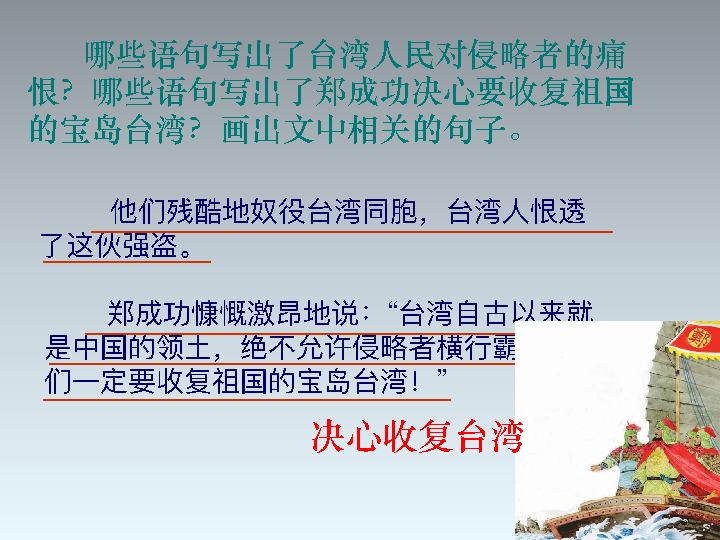 哪些语句写出了台湾人民对侵略者的痛
恨？哪些语句写出了郑成功决心要收复祖国
的宝岛台湾？画出文中相关的句子。
他们残酷地奴役台湾同胞，台湾人恨透
了这伙强盗。
郑成功慷慨激昂地说：“台湾自古以来就
是中国的领土，绝不允许侵略者横行霸
们一定要收复祖国的宝岛台湾！”
决心收复台湾
鄭